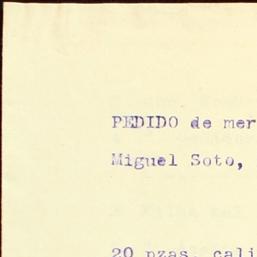 PEDIDO de mer
Miguel Soto,
20 pzas. cali